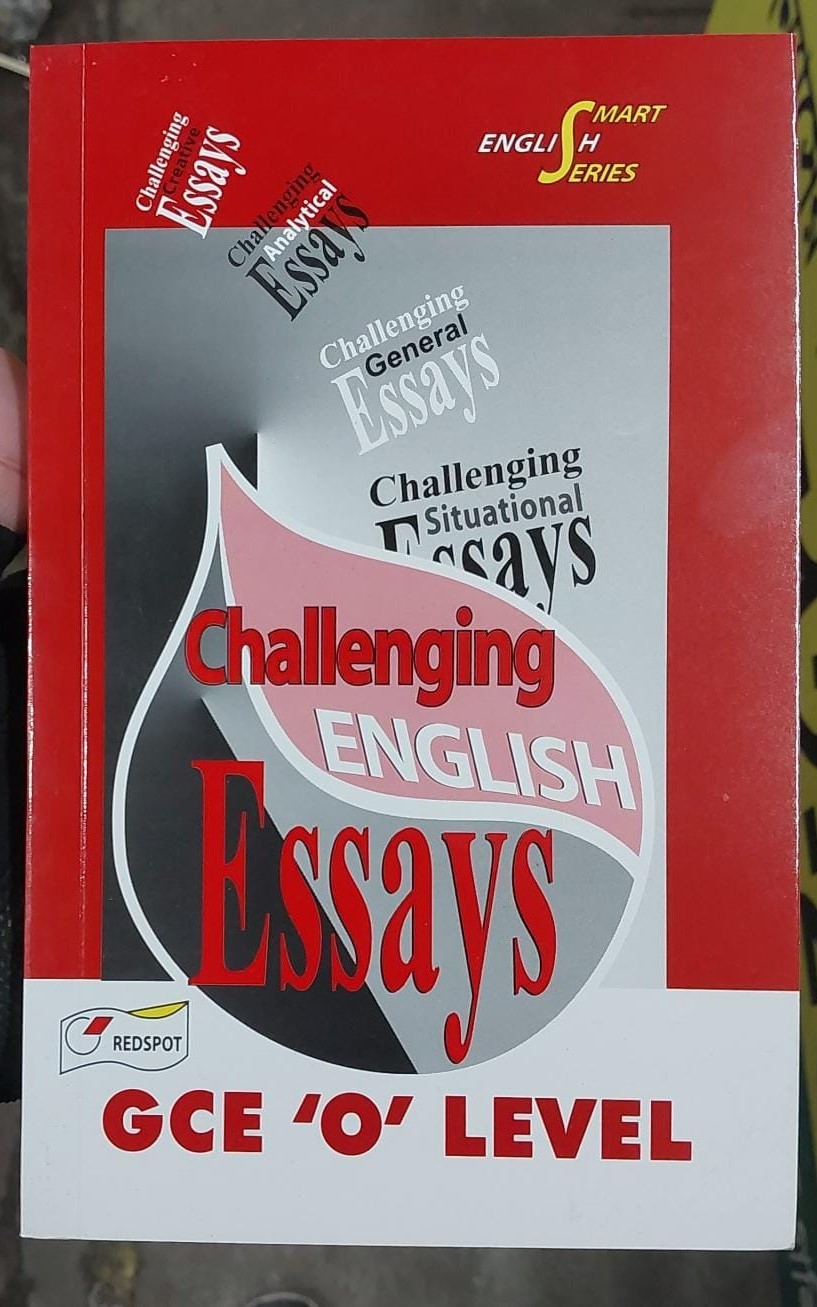 SMART
ENGLISH
SERIES
Challenging
Creative
Essays
Challenging
Analytical
Essays
Challenging
General
Essays
Challenging
Situational
Essays
Challenging
ENGLISH
Essays
REDSPOT
GCE ‘O’ LEVEL